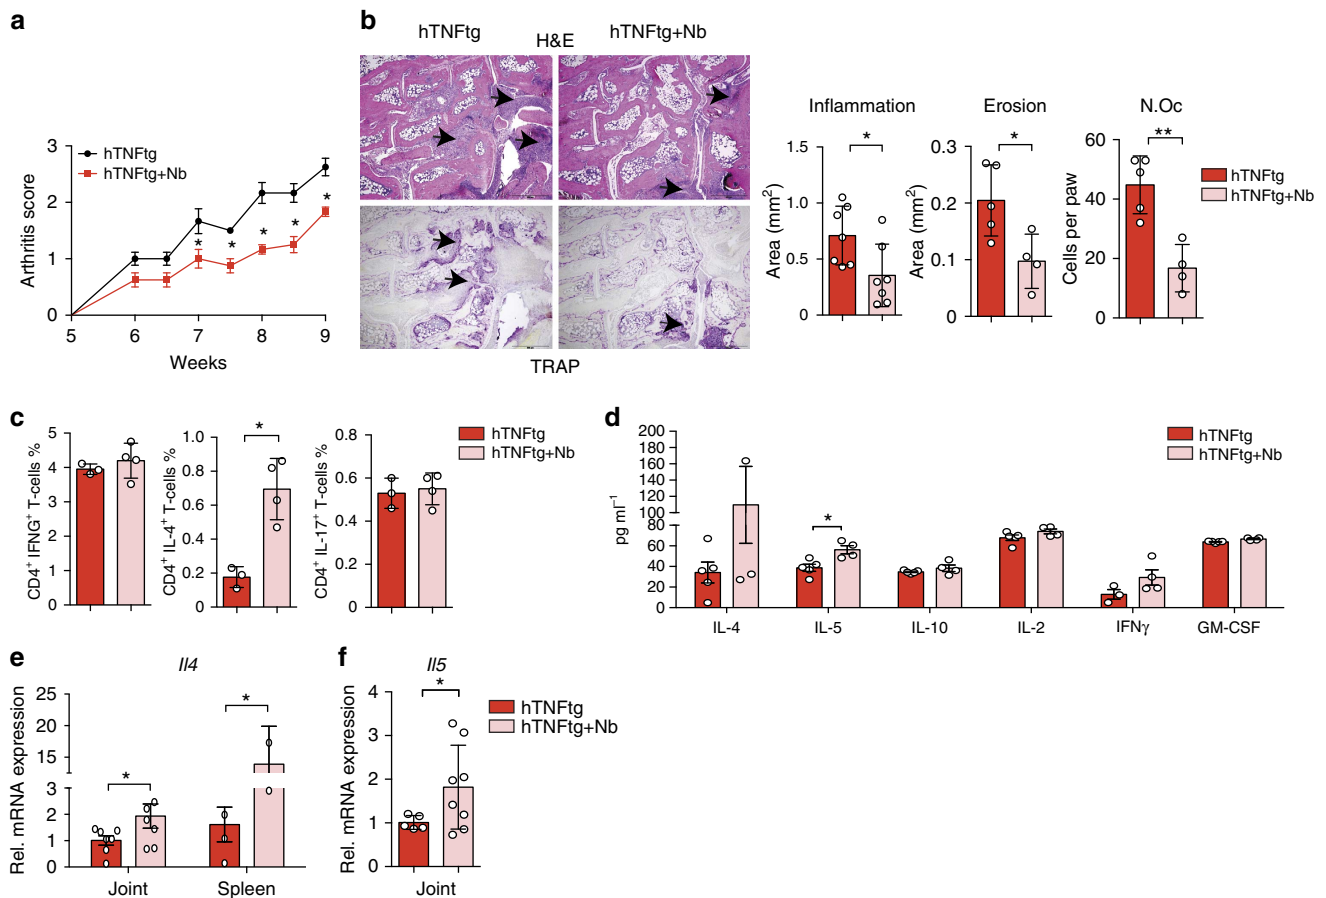 a
Arthritis score
3
2
1
0
hTNFtg
hTNFtg+Nb
*
*
*
*
*
5
6
7
8
9
Weeks
b
hTNFtg
H&E
hTNFtg+Nb
TRAP
Inflammation
Area (mm²)
1.5
1.0
0.5
0
*
Erosion
Area (mm²)
0.3
0.2
0.1
0
*
N.Oc
Cells per paw
60
40
20
0
**
hTNFtg
hTNFtg+Nb
c
CD4⁺ IFNG⁺ T-cells %
5
4
3
2
1
0
CD4⁺ IL-4⁺ T-cells %
1.0
0.8
0.6
0.4
0.2
0
*
CD4⁺ IL-17⁺ T-cells %
0.8
0.6
0.4
0.2
0
hTNFtg
hTNFtg+Nb
d
pg ml⁻¹
200
180
160
140
120
100
80
60
40
20
0
*
IL-4
IL-5
IL-10
IL-2
IFNγ
GM-CSF
hTNFtg
hTNFtg+Nb
e
Il4
Rel. mRNA expression
25
20
15
3
2
1
0
*
*
Joint
Spleen
f
Il5
Rel. mRNA expression
4
3
2
1
0
*
Joint
hTNFtg
hTNFtg+Nb